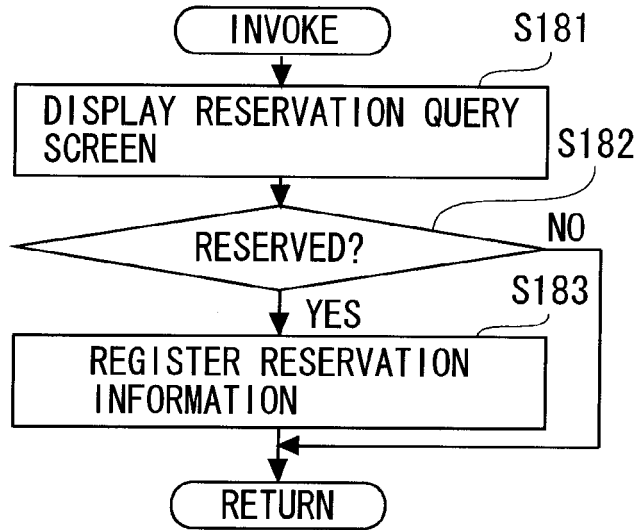 INVOKE
S181
DISPLAY RESERVATION QUERY
SCREEN
S182
RESERVED?
NO
YES
S183
REGISTER RESERVATION
INFORMATION
RETURN